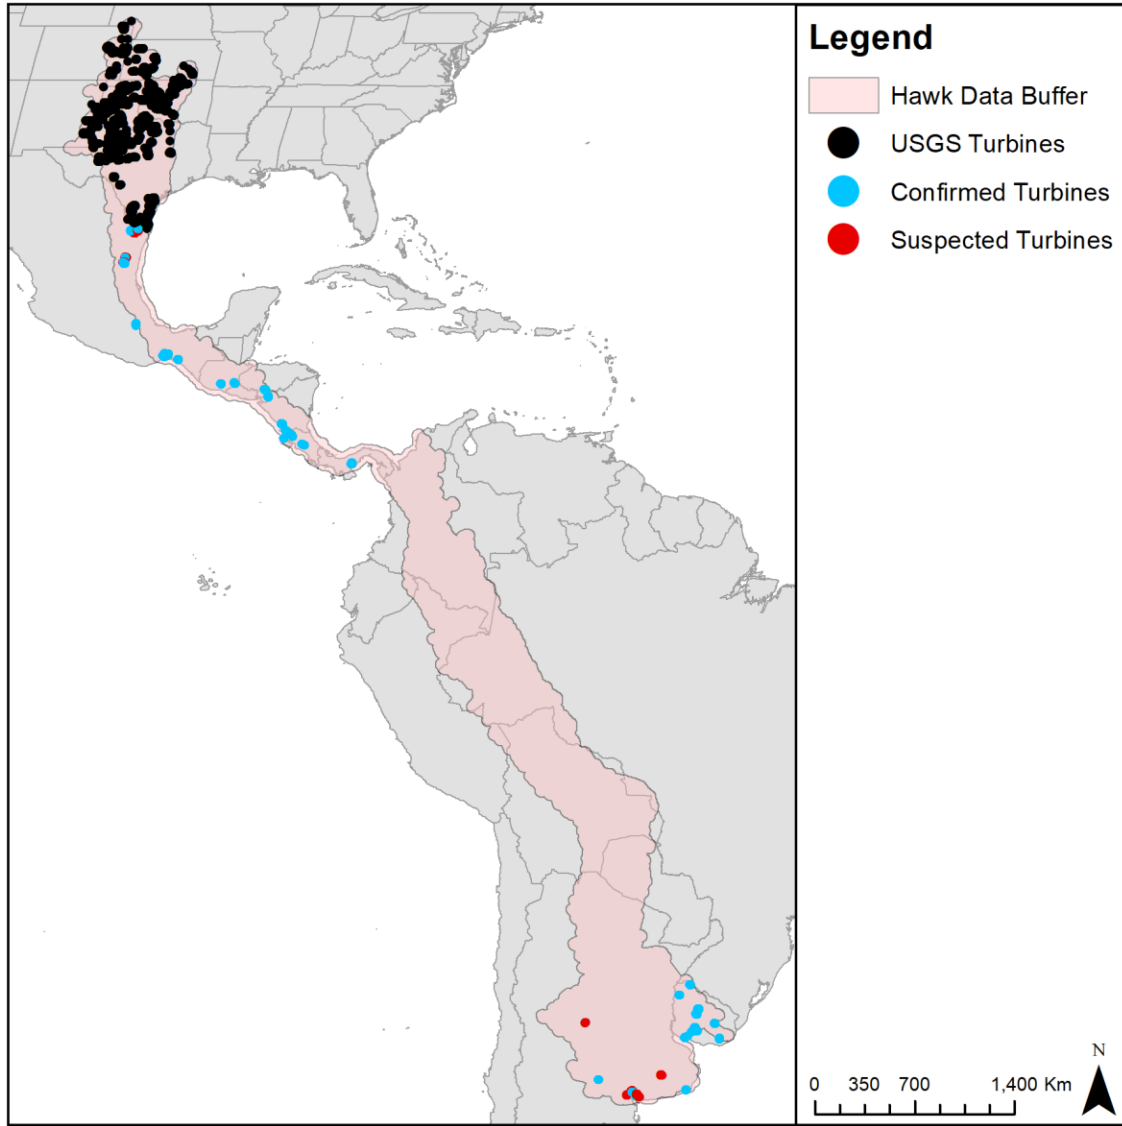 Legend
Hawk Data Buffer
USGS Turbines
Confirmed Turbines
Suspected Turbines
N
0 350 700 1,400 Km